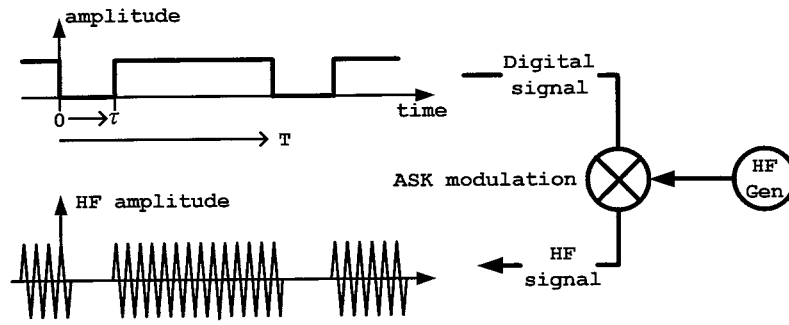 amplitude
0
τ
time
T
HF amplitude
Digital
signal
ASK modulation
HF
Gen
HF
signal